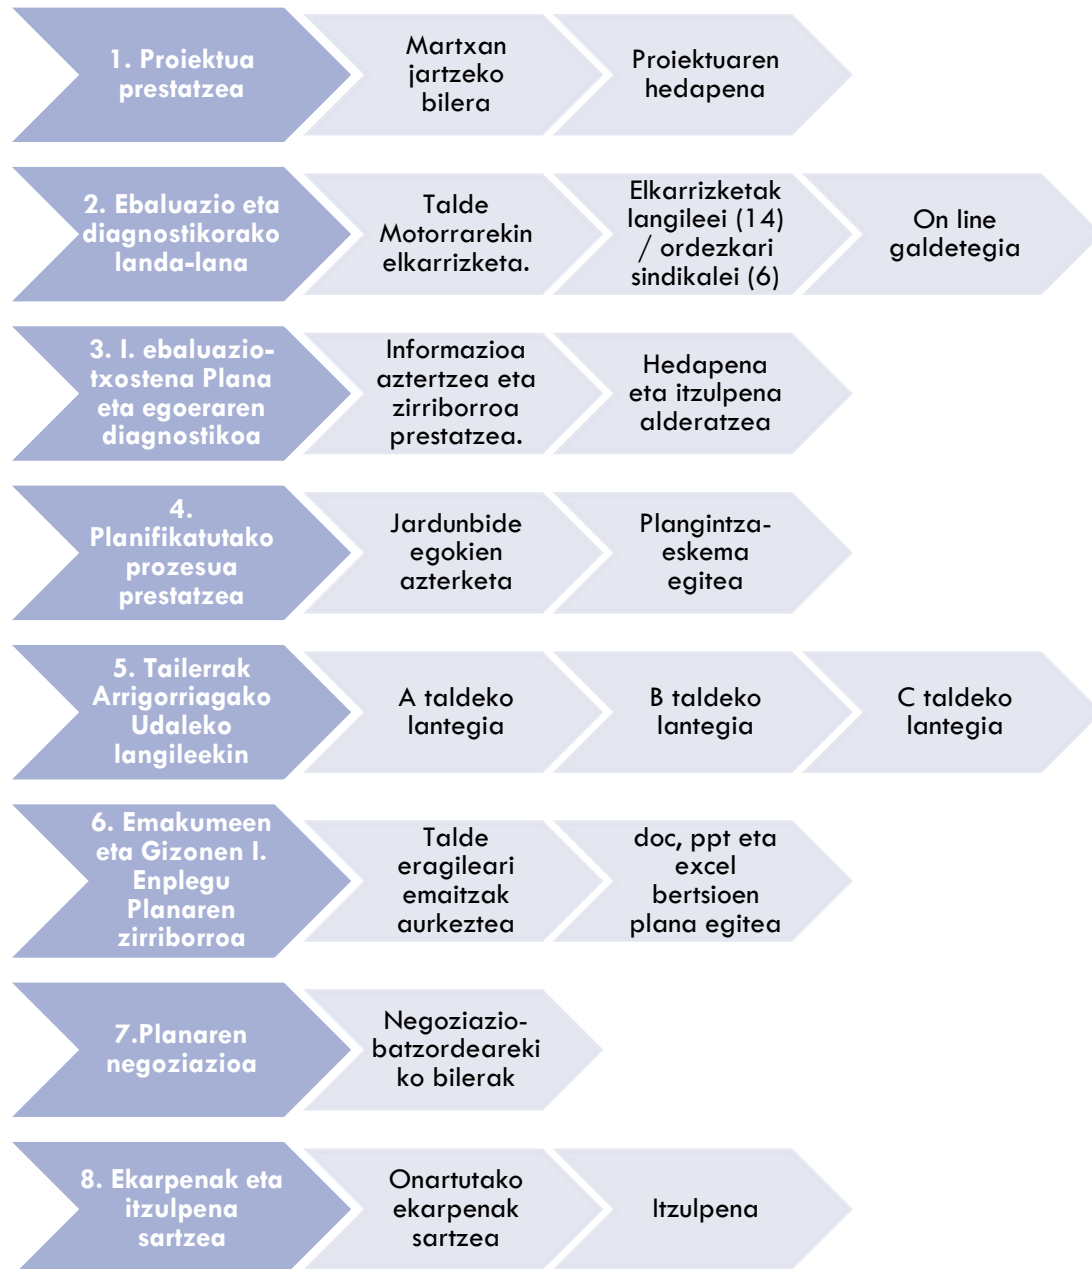 1. Proiektua
prestatzea
Martxan
jartzeko
bilera
Proiektuaren
hedapena
2. Ebaluazio eta
diagnostikorako
landa-lana
Talde
Motorrarekin
elkarrizketa.
Elkarrizketak
langileei (14)
/ ordezkari
sindikalei (6)
On line
galdetegia
3. I. ebaluazio-
txostena Plana
eta egoeraren
diagnostikoa
Informazioa
aztertzea eta
zirriborroa
prestatzea.
Hedapena
eta itzulpena
alderatzea
4.
Planifikatutako
prozesua
prestatzea
Jardunbide
egokien
azterketa
Plangintza-
eskema
egitea
5. Tailerrak
Arrigorriagako
Udaleko
langileekin
A taldeko
lantegia
B taldeko
lantegia
C taldeko
lantegia
6. Emakumeen
eta Gizonen I.
Enplegu
Planaren
zirriborroa
Talde
eragileari
emaitzak
aurkeztea
doc, ppt eta
excel
bertsioen
plana egitea
7.Planaren
negoziazioa
Negoziazio-
batzordeareki
ko bilerak
8. Ekarpenak eta
itzulpena
sartzea
Onartutako
ekarpenak
sartzea
Itzulpena